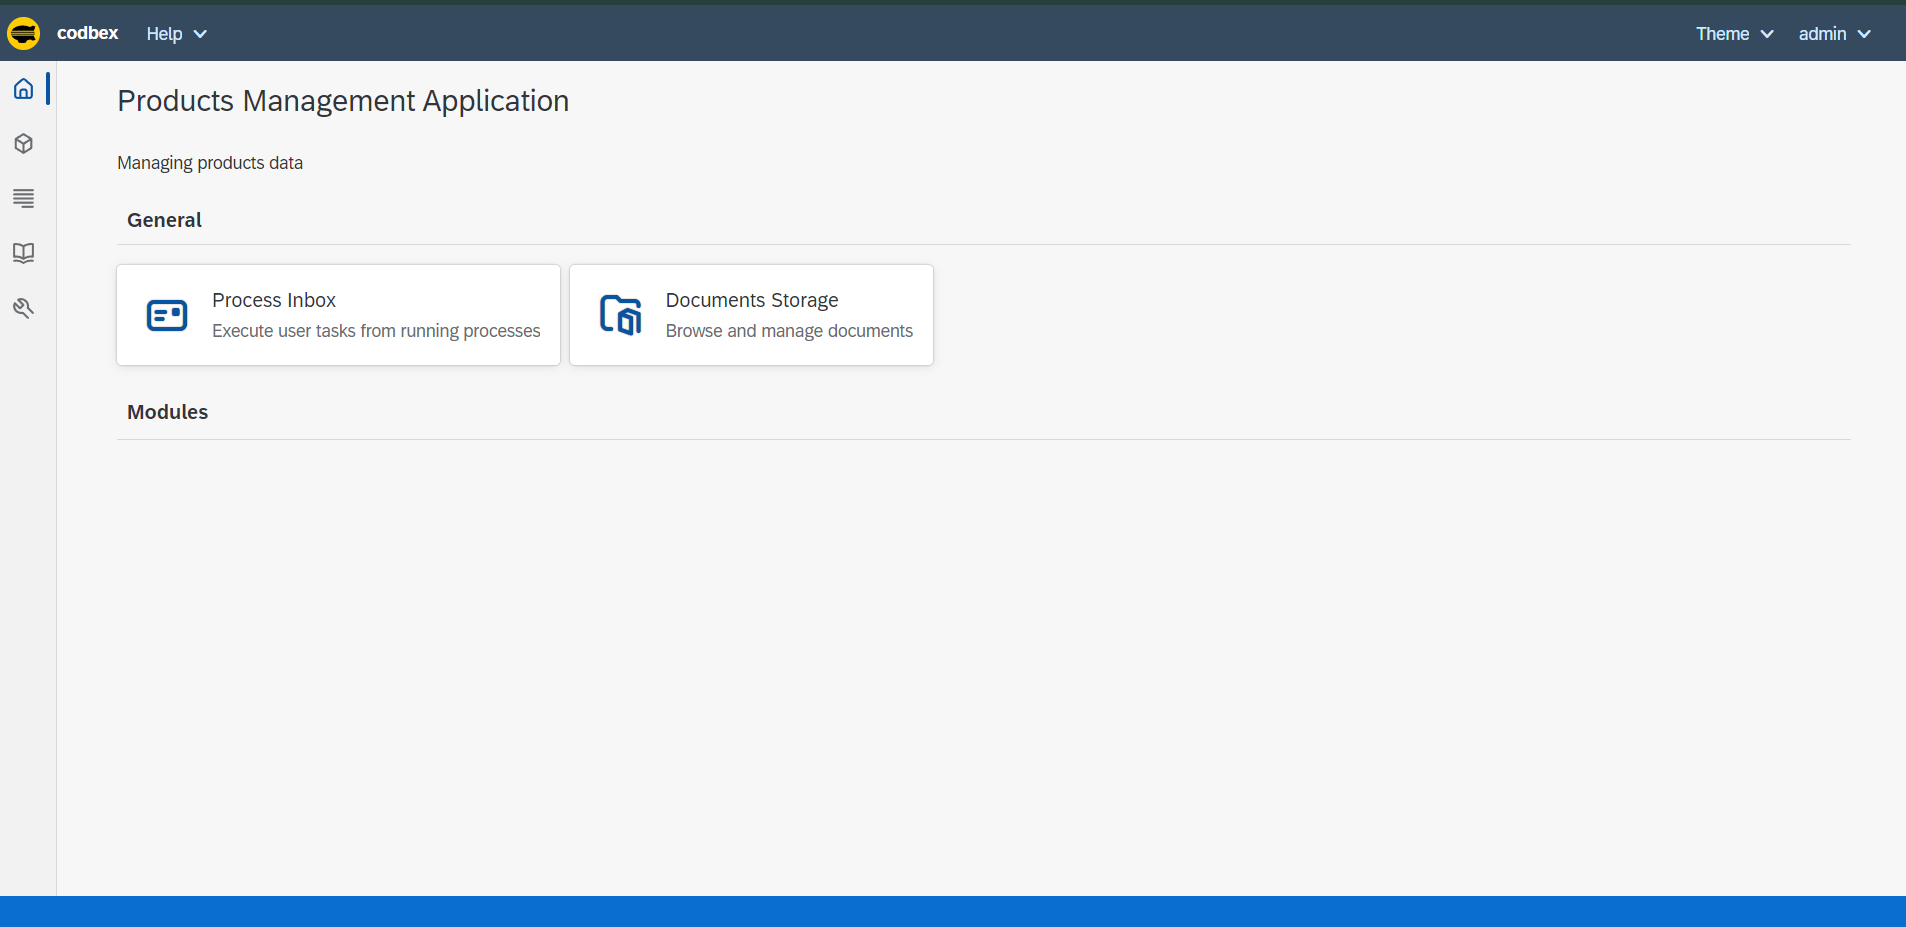 codbex Help Theme admin
Products Management Application
Managing products data
General
Process Inbox
Execute user tasks from running processes
Documents Storage
Browse and manage documents
Modules